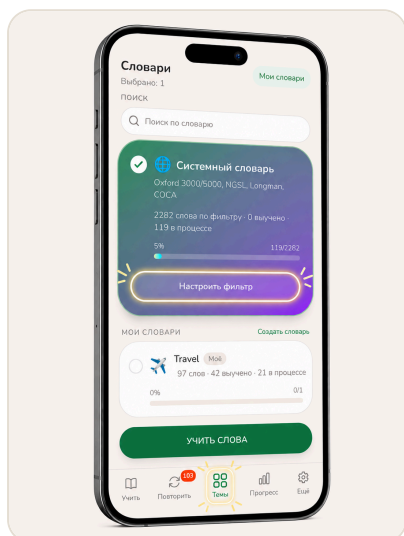 Словари
Мои словари
Выбрано: 1
ПОИСК
Поиск по словарю
Системный словарь
Oxford 3000/5000, NGSL, Longman,
COCA
2282 слова по фильтру · 0 выучено ·
119 в процессе
5%
119/2282
Настроить фильтр
МОИ СЛОВАРИ
Создать словарь
Travel Моё
97 слов · 42 выучено · 21 в процессе
0%
0/1
УЧИТЬ СЛОВА
103
Учить
Повторить
Темы
Прогресс
Ещё